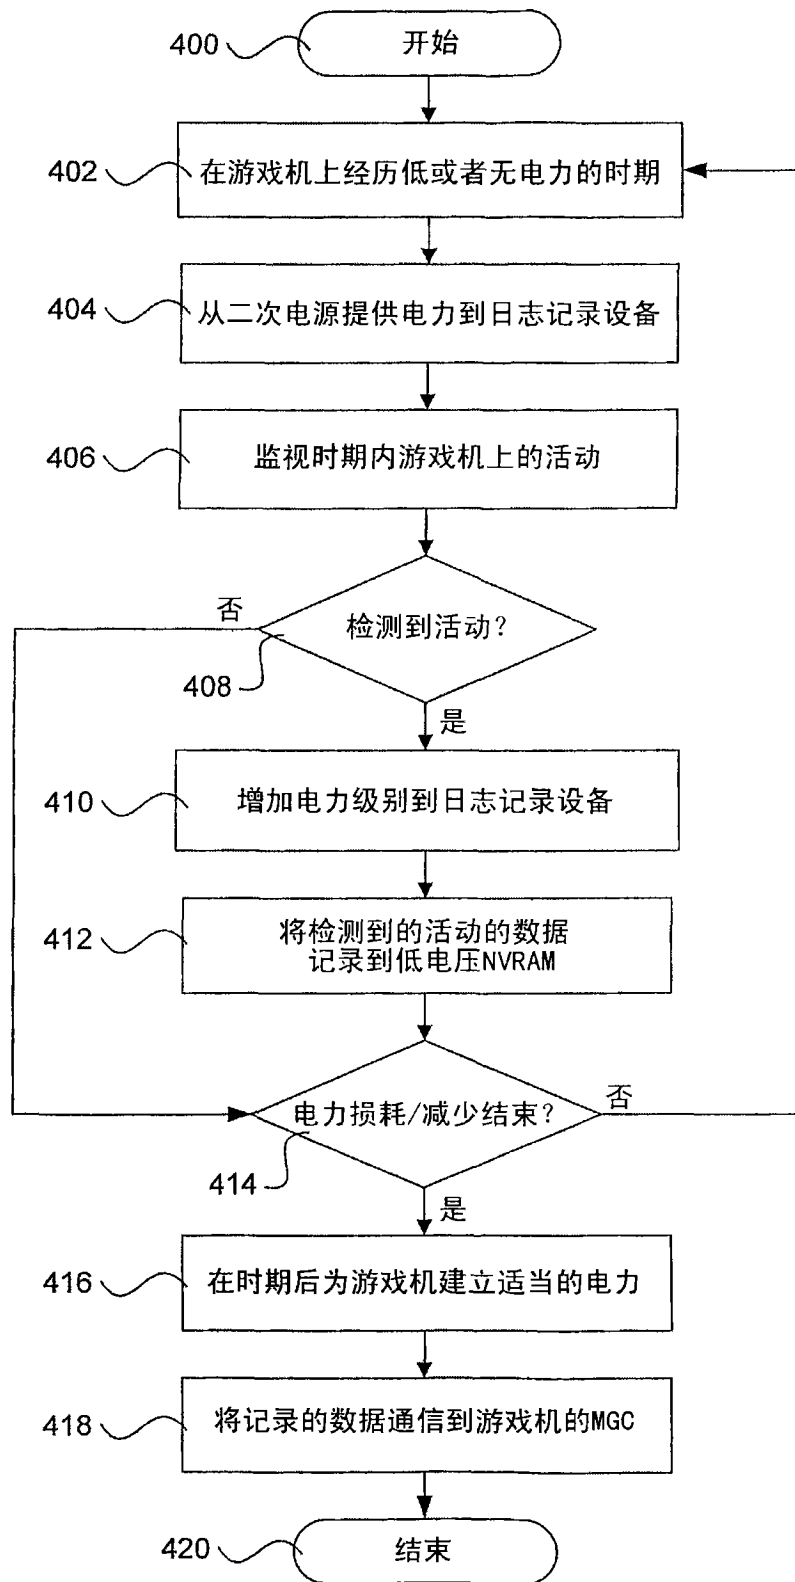 400
开始
402
在游戏机上经历低或者无电力的时期
404
从二次电源提供电力到日志记录设备
406
监视时期内游戏机上的活动
否
检测到活动?
408
是
410
增加电力级别到日志记录设备
412
将检测到的活动的数据
记录到低电压NVRAM
电力损耗/减少结束?
否
414
是
416
在时期后为游戏机建立适当的电力
418
将记录的数据通信到游戏机的MGC
420
结束